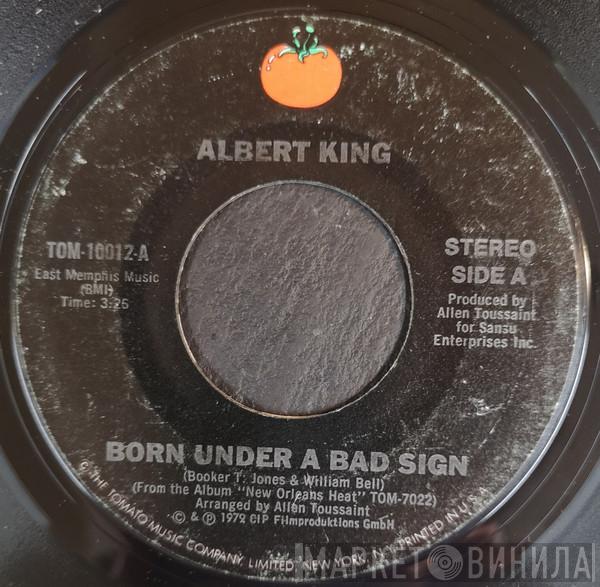 ALBERT KING
TOM-10012-A
East Memphis Music
(BMI)
Time: 3:26
STEREO
SIDE A
Produced by
Allen Toussaint
for Sansu
Enterprises Inc.
BORN UNDER A BAD SIGN
(Booker T. Jones & William Bell)
(From the Album "New Orleans Heat" TOM-7022)
Arranged by Allen Toussaint
© & ℗ 1979 CIP Filmproduktions GmbH
© THE TOMATO MUSIC COMPANY, LIMITED, NEW YORK, N.Y. PRINTED IN U.S.
МАРКЕТ ВИНИЛА